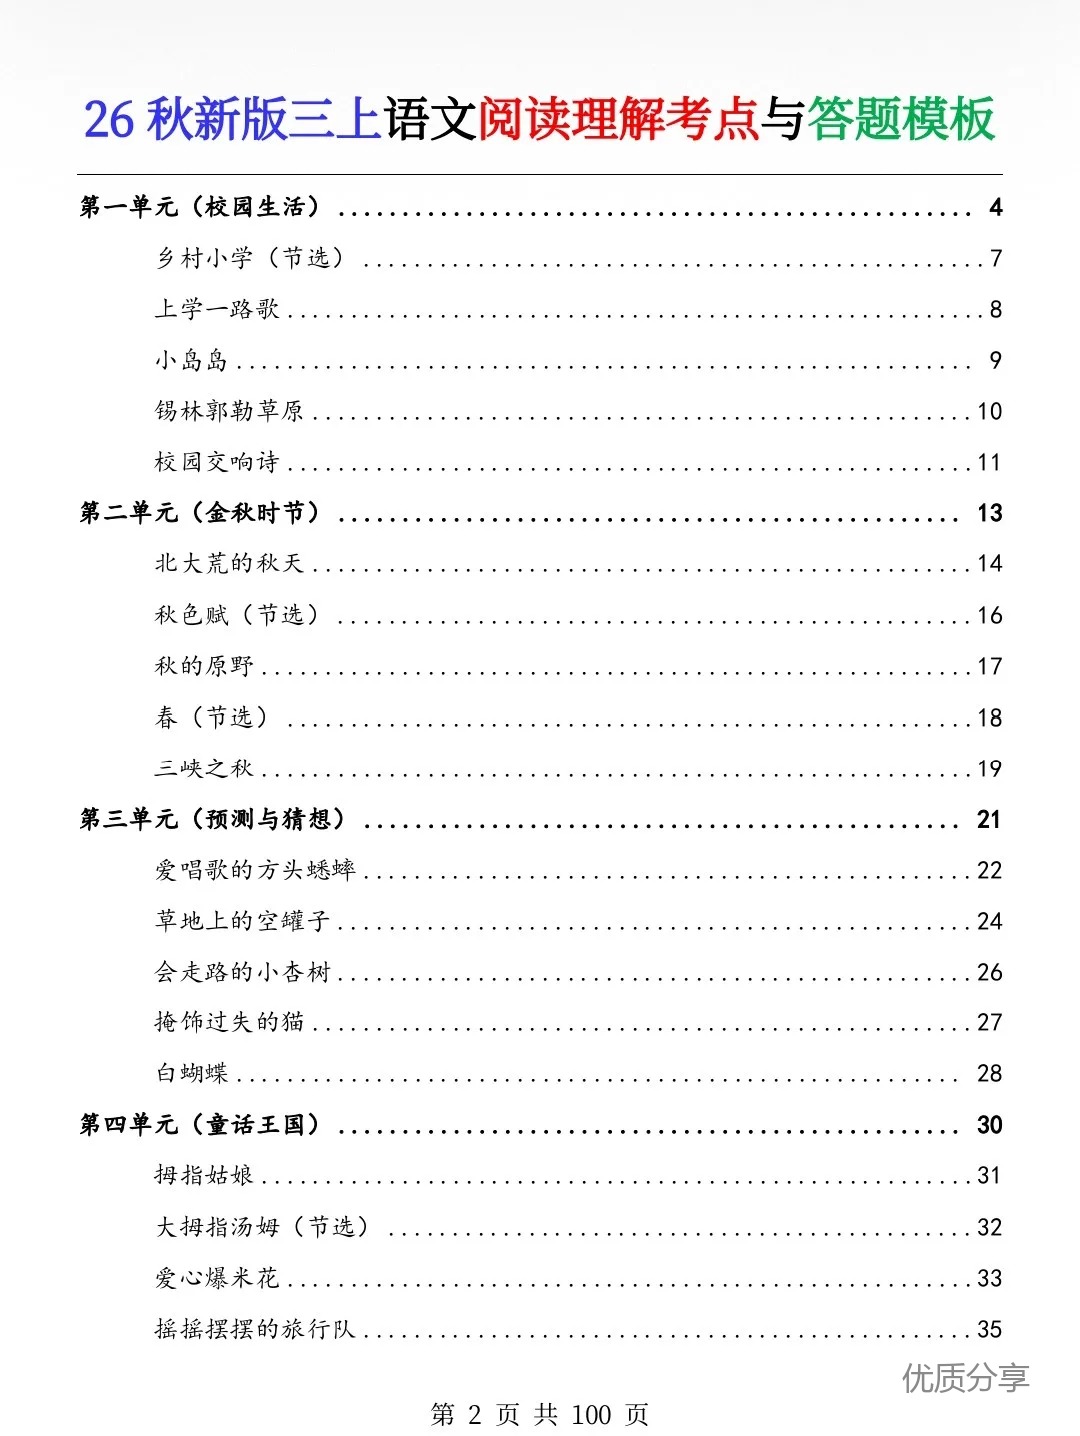 26 秋新版三上语文阅读理解考点与答题模板
第一单元（校园生活）.................................................. 4
乡村小学（节选）.................................................7
上学一路歌.......................................................8
小岛岛.......................................................... 9
锡林郭勒草原....................................................10
校园交响诗......................................................11
第二单元（金秋时节）................................................. 13
北大荒的秋天....................................................14
秋色赋（节选）..................................................16
秋的原野........................................................17
春（节选）......................................................18
三峡之秋........................................................19
第三单元（预测与猜想）............................................... 21
爱唱歌的方头蟋蟀................................................22
草地上的空罐子..................................................24
会走路的小杏树..................................................26
掩饰过失的猫....................................................27
白蝴蝶......................................................... 28
第四单元（童话王国）................................................. 30
拇指姑娘........................................................31
大拇指汤姆（节选）..............................................32
爱心爆米花......................................................33
摇摇摆摆的旅行队................................................35
优质分享
第 2 页 共 100 页